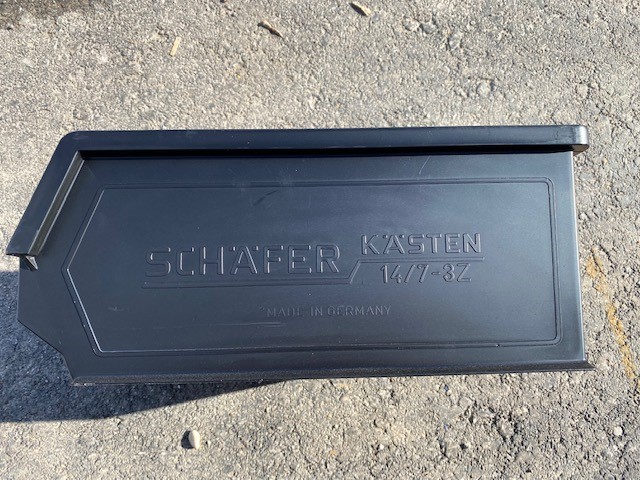 SCHÄFER KÄSTEN
14/7-3Z
MADE IN GERMANY